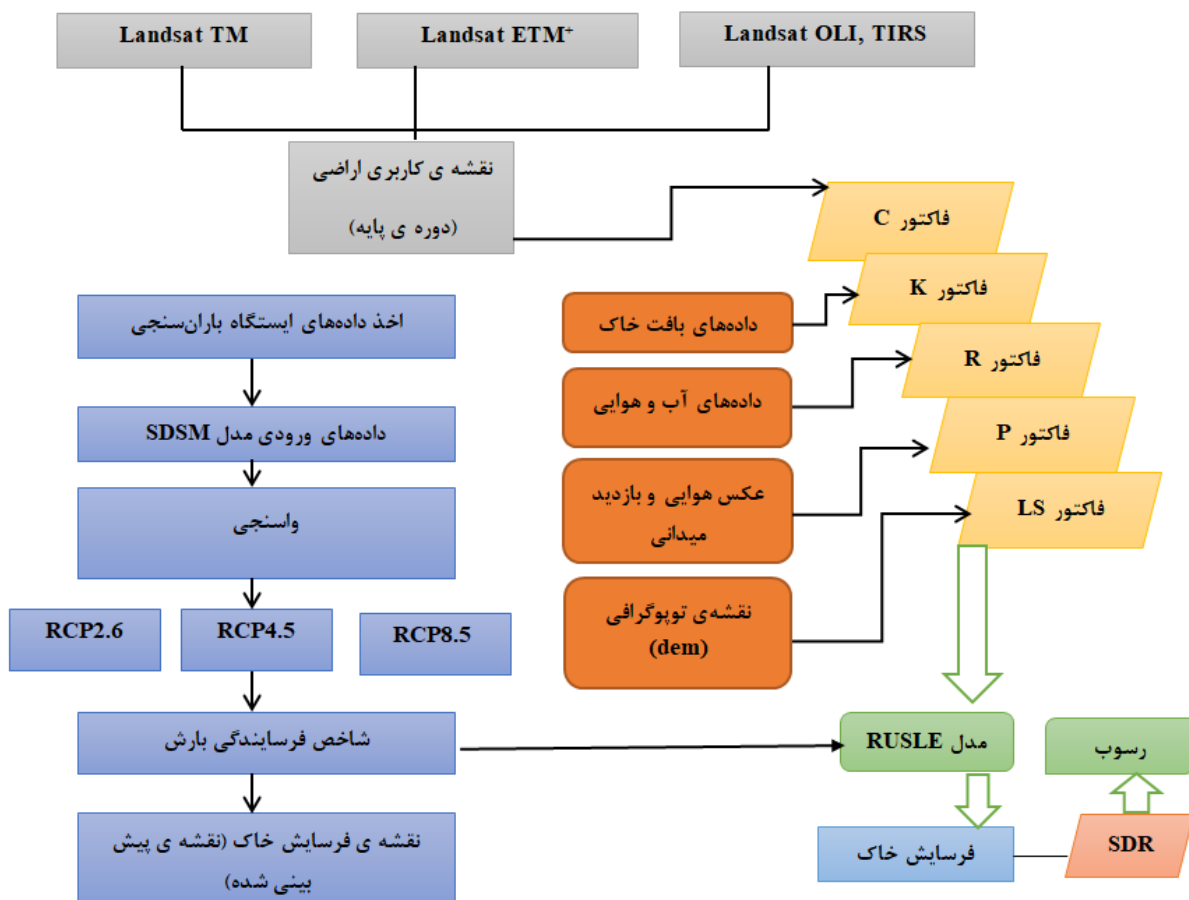 Landsat TM
Landsat ETM+
Landsat OLI, TIRS
نقشه ی کاربری اراضی
(دوره ی پایه)
فاکتور C
فاکتور K
فاکتور R
فاکتور P
فاکتور LS
داده‌های بافت خاک
داده‌های آب و هوایی
عکس هوایی و بازدید
میدانی
نقشه‌ی توپوگرافی
(dem)
اخذ داده‌های ایستگاه باران‌سنجی
داده‌های ورودی مدل SDSM
واسنجی
RCP2.6
RCP4.5
RCP8.5
شاخص فرسایندگی بارش
نقشه ی فرسایش خاک (نقشه ی پیش
بینی شده)
مدل RUSLE
رسوب
فرسایش خاک
SDR